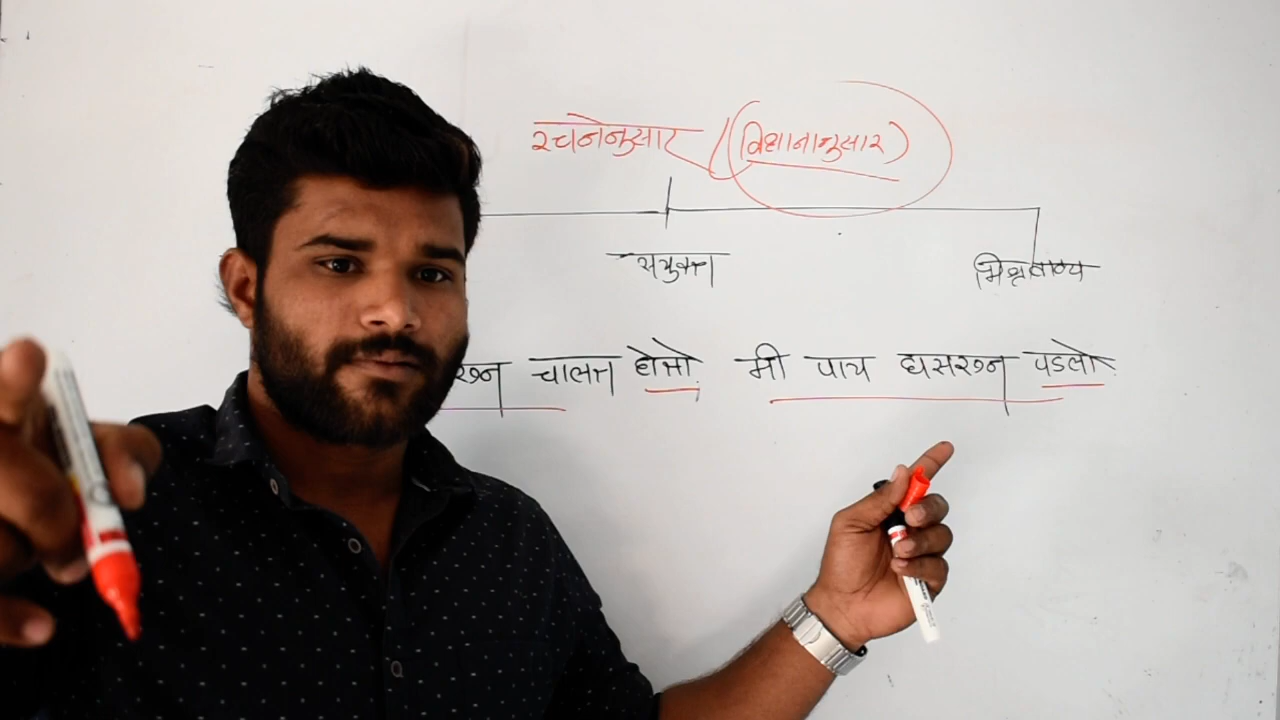 रचनेनुसार / (विधानानुसार)
संयुक्त मिश्रवाक्य
रून चालत होतो. मी पाय घसरून पडलो.